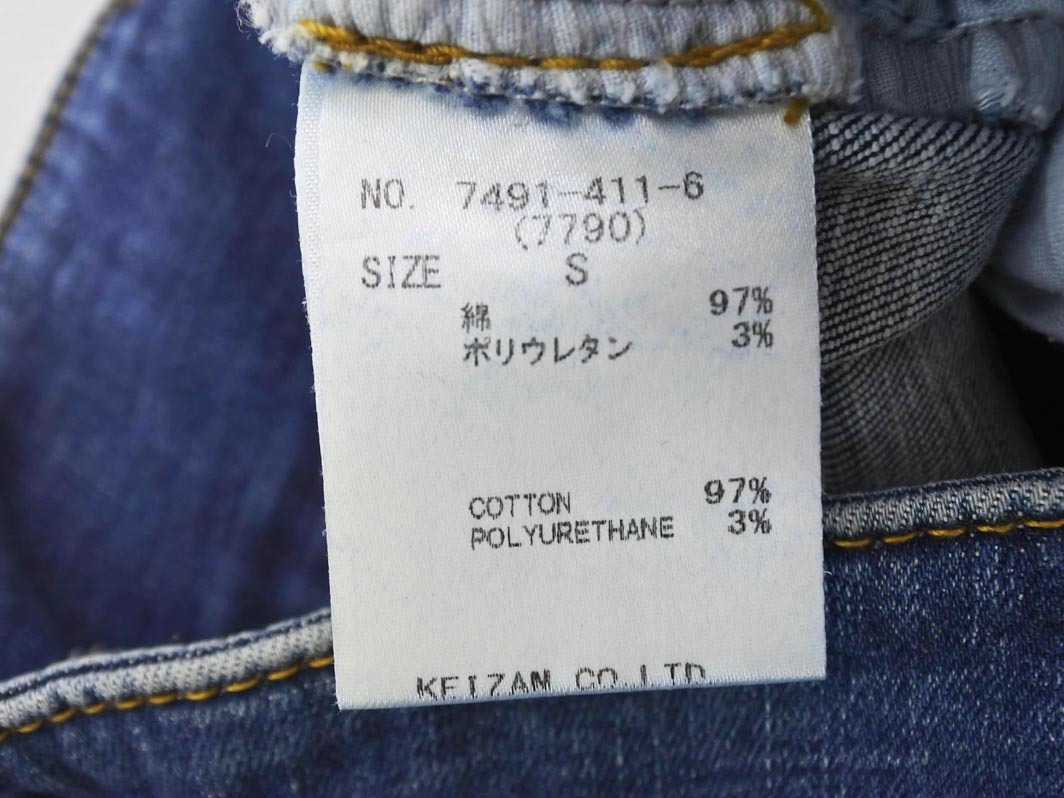 NO. 7491-411-6
(7790)
SIZE S
綿 97%
ポリウレタン 3%
COTTON 97%
POLYURETHANE 3%
KEIZAN CO.LTD